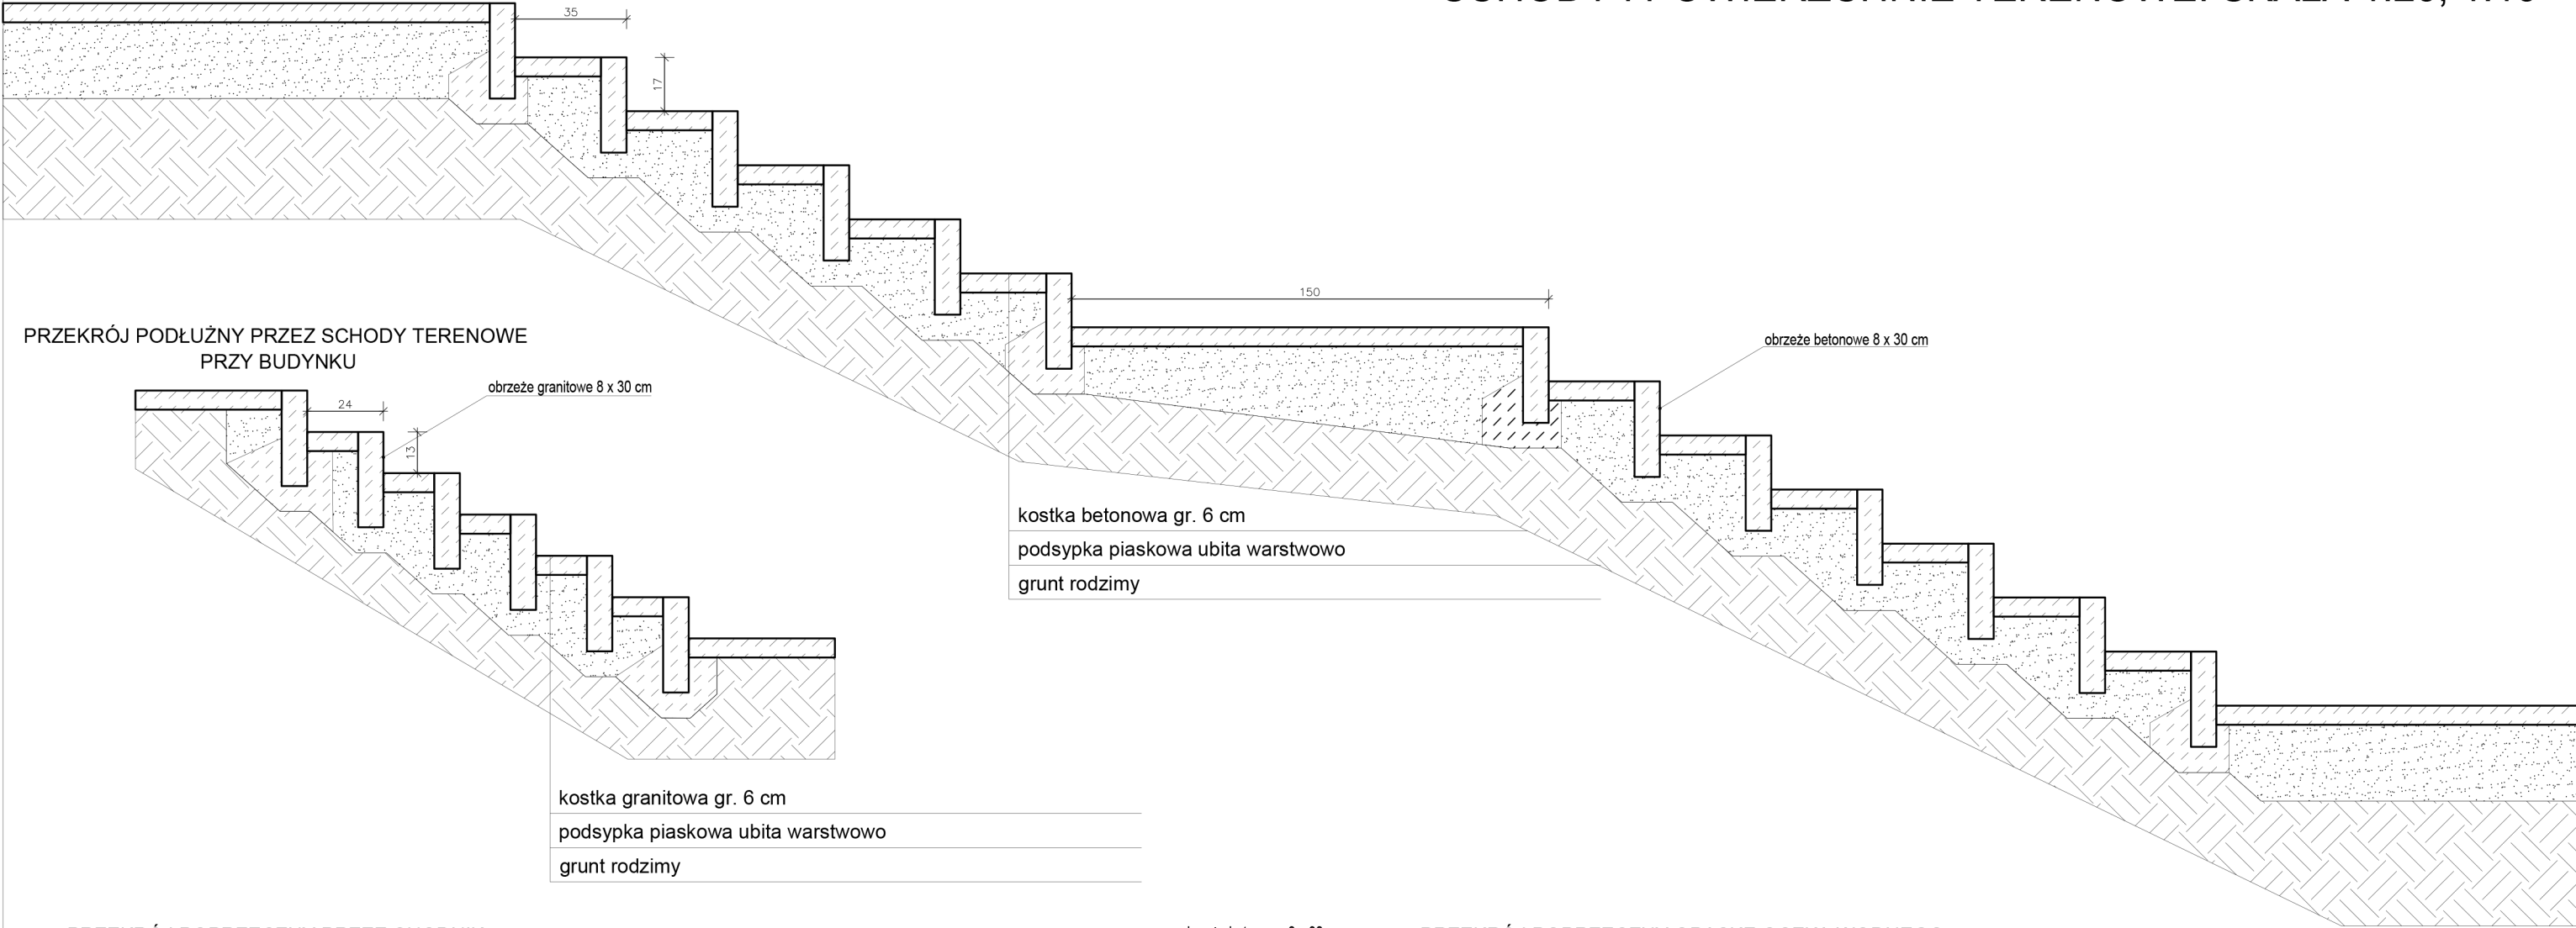 35
17
150
PRZEKRÓJ PODŁUŻNY PRZEZ SCHODY TERENOWE
PRZY BUDYNKU
obrzeże betonowe 8 x 30 cm
obrzeże granitowe 8 x 30 cm
24
13
kostka betonowa gr. 6 cm
podsypka piaskowa ubita warstwowo
grunt rodzimy
kostka granitowa gr. 6 cm
podsypka piaskowa ubita warstwowo
grunt rodzimy